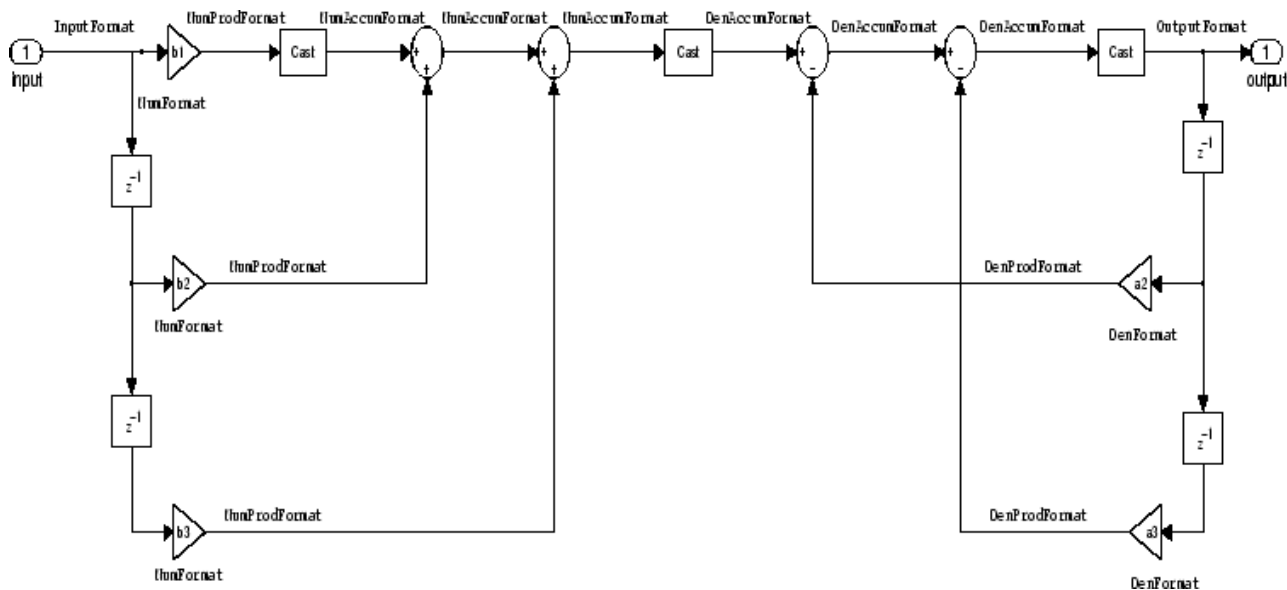 InputFormat
NumProdFormat
NumAccumFormat
NumAccumFormat
NumAccumFormat
DenAccumFormat
DenAccumFormat
DenAccumFormat
OutputFormat
1
b1
Cast
+
+
+
+
Cast
+
-
+
-
Cast
1
input
output
NumFormat
z⁻¹
z⁻¹
NumProdFormat
b2
NumFormat
DenProdFormat
a2
DenFormat
z⁻¹
z⁻¹
NumProdFormat
b3
NumFormat
DenProdFormat
a3
DenFormat